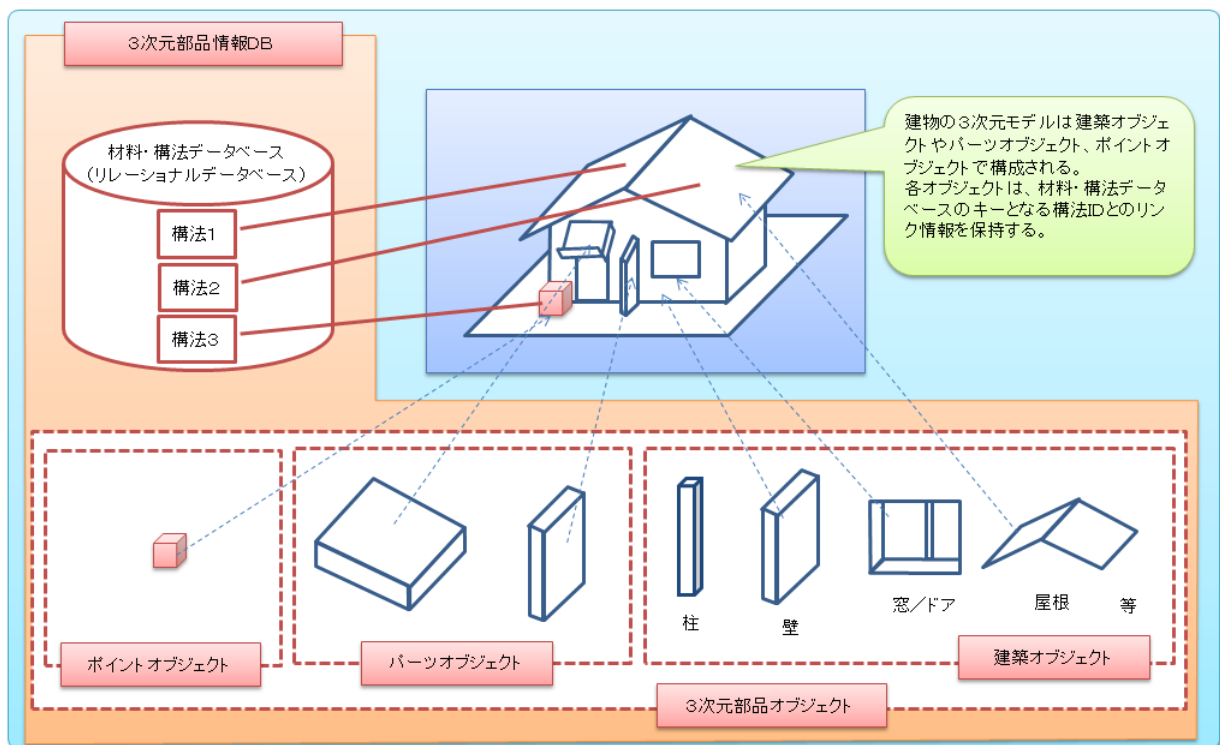 3次元部品情報DB
材料・構法データベース
(リレーショナルデータベース)
構法1
構法2
構法3
建物の3次元モデルは建築オブジェ
クトやパーツオブジェクト、ポイントオ
ブジェクトで構成される。
各オブジェクトは、材料・構法データ
ベースのキーとなる構法IDとのリン
ク情報を保持する。
柱
壁
窓/ドア
屋根
等
ポイントオブジェクト
パーツオブジェクト
建築オブジェクト
3次元部品オブジェクト